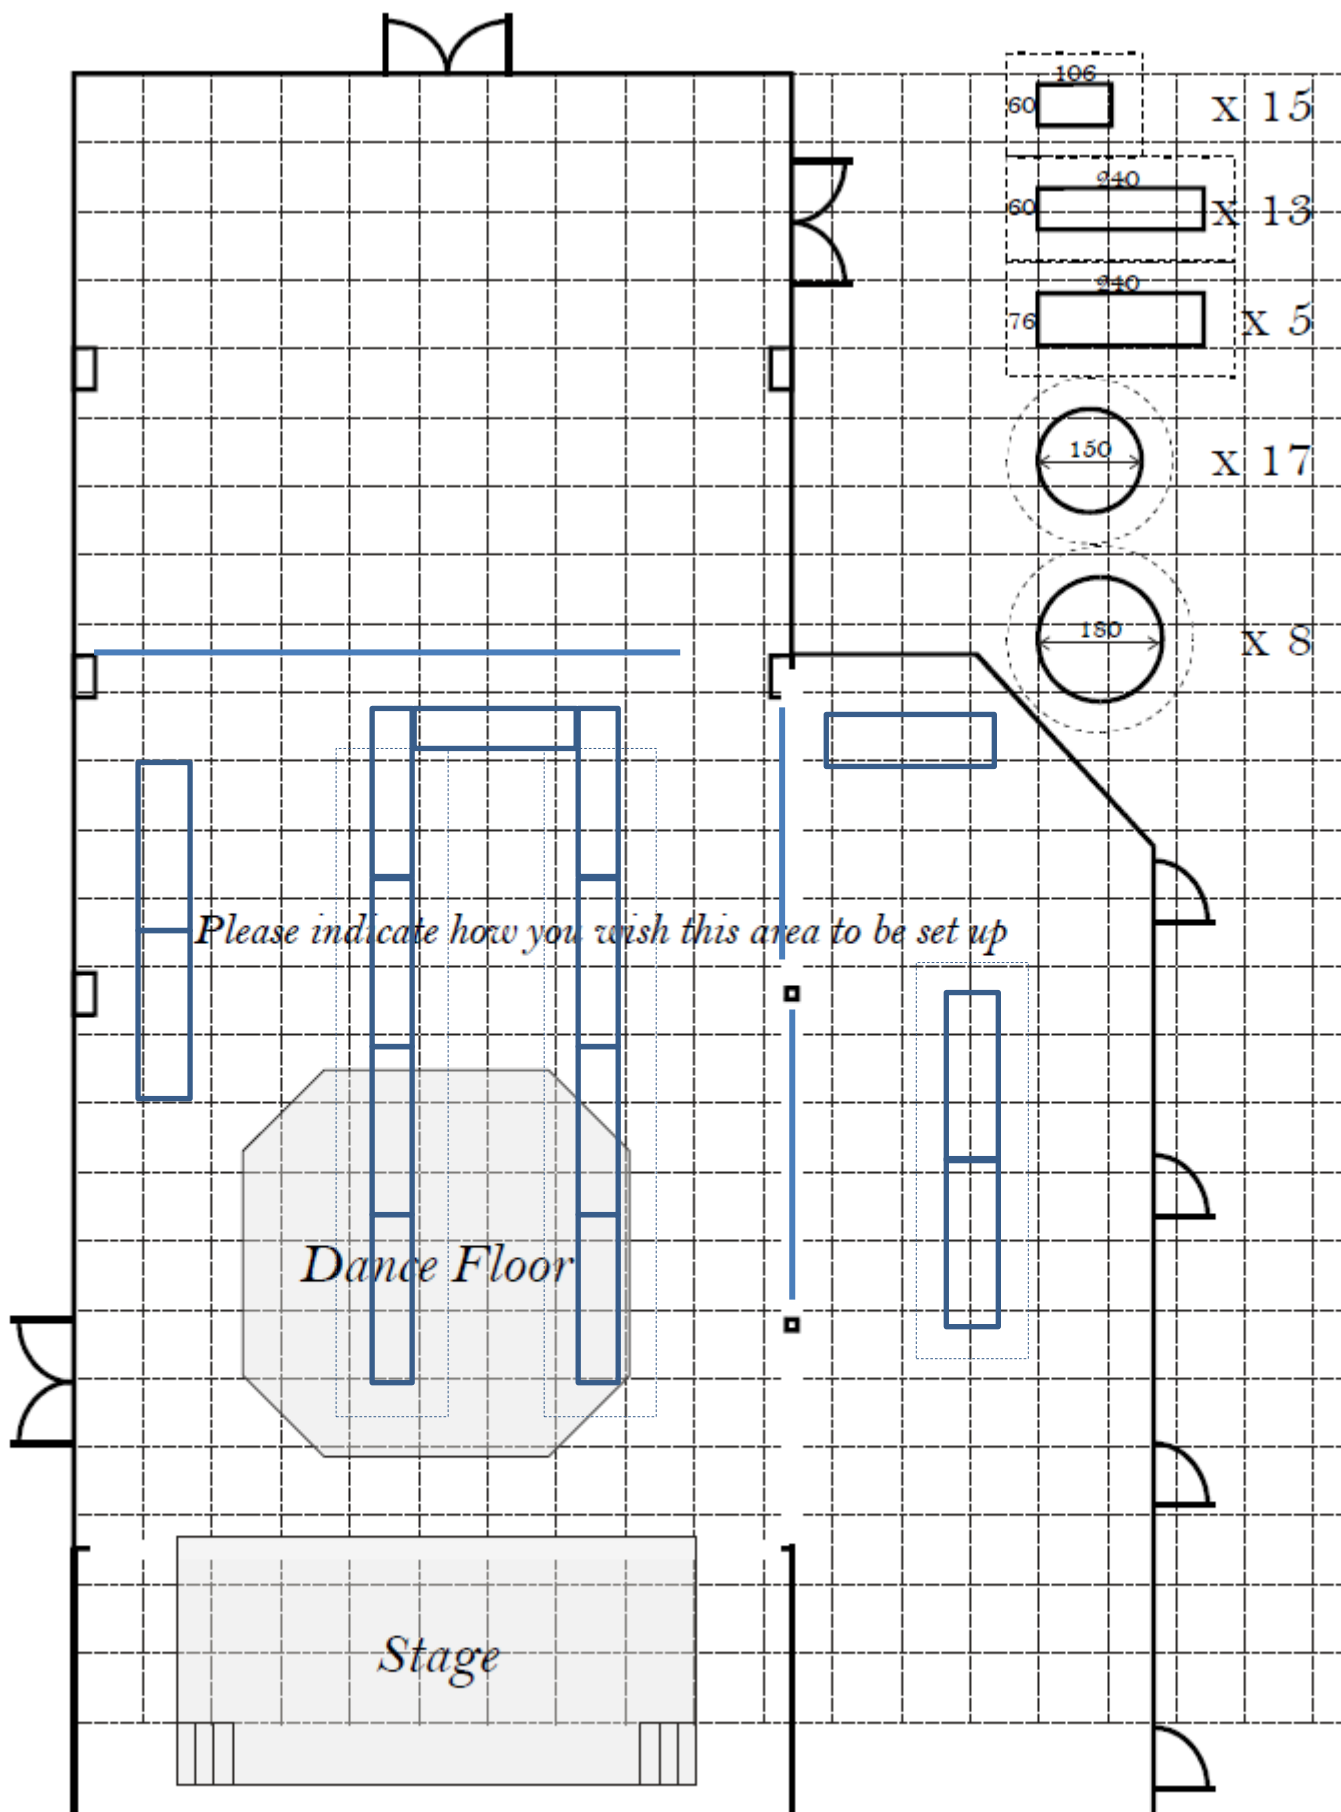 106
60
x 15
240
60
x 13
240
76
x 5
150
x 17
180
x 8
Please indicate how you wish this area to be set up
Dance Floor
Stage